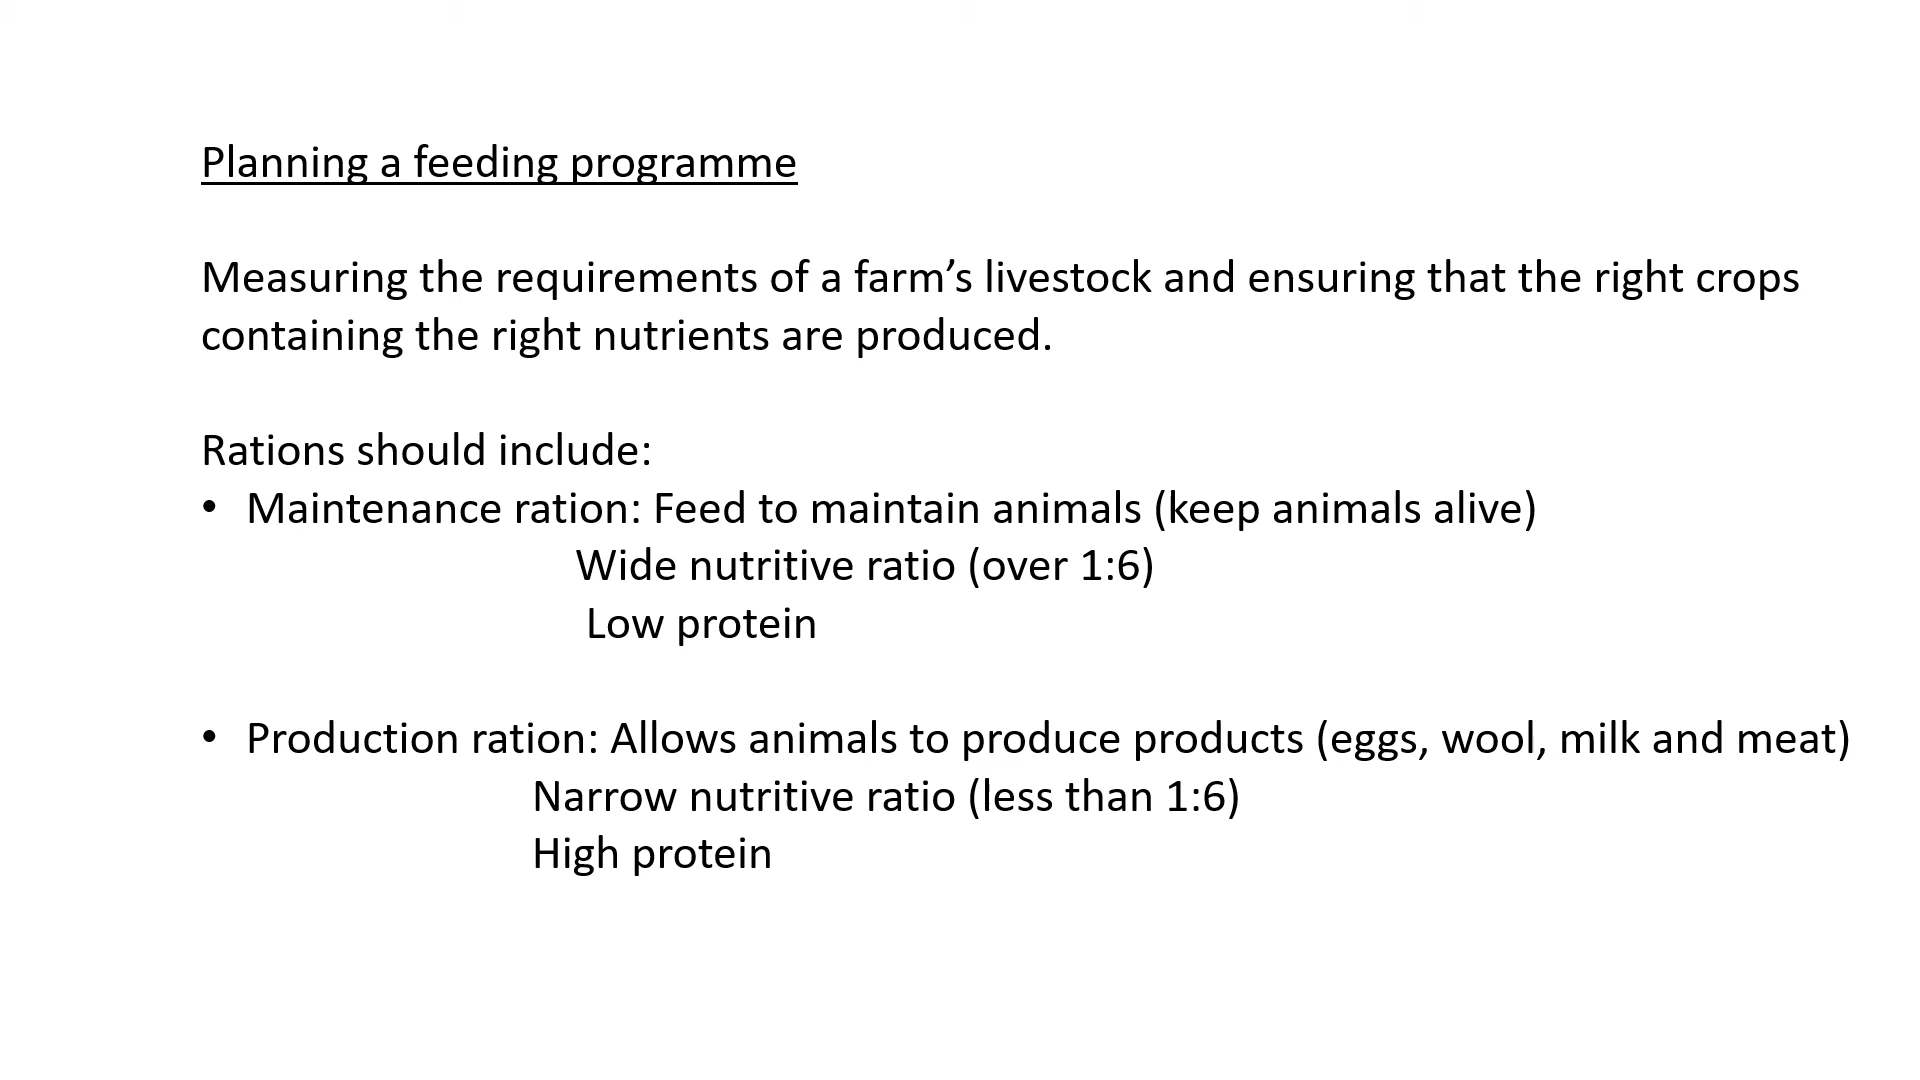 Planning a feeding programme
Measuring the requirements of a farm’s livestock and ensuring that the right crops
containing the right nutrients are produced.
Rations should include:
• Maintenance ration: Feed to maintain animals (keep animals alive)
Wide nutritive ratio (over 1:6)
Low protein
• Production ration: Allows animals to produce products (eggs, wool, milk and meat)
Narrow nutritive ratio (less than 1:6)
High protein